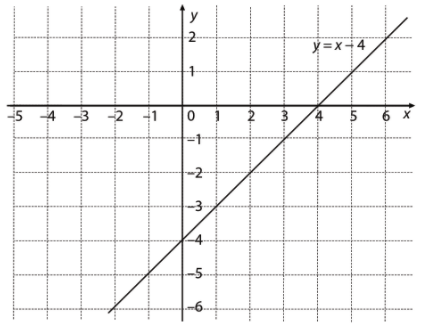 y
2
y = x – 4
1
–5 –4 –3 –2 –1 0 1 2 3 4 5 6 x
–1
–2
–3
–4
–5
–6